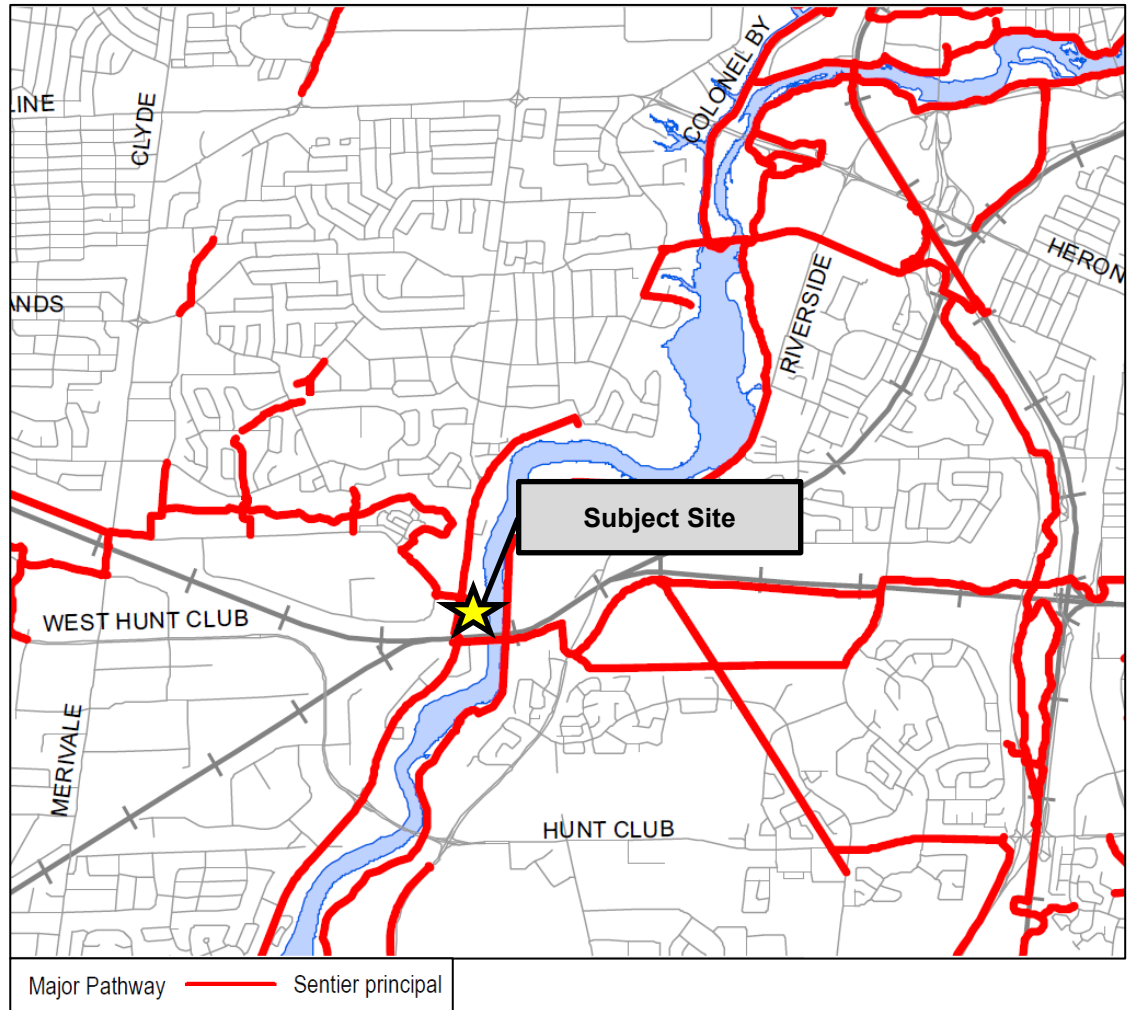 COLONEL BY
LINE
CLYDE
HERON
RIVERSIDE
ANDS
Subject Site
WEST HUNT CLUB
MERIVALE
HUNT CLUB
Major Pathway
Sentier principal